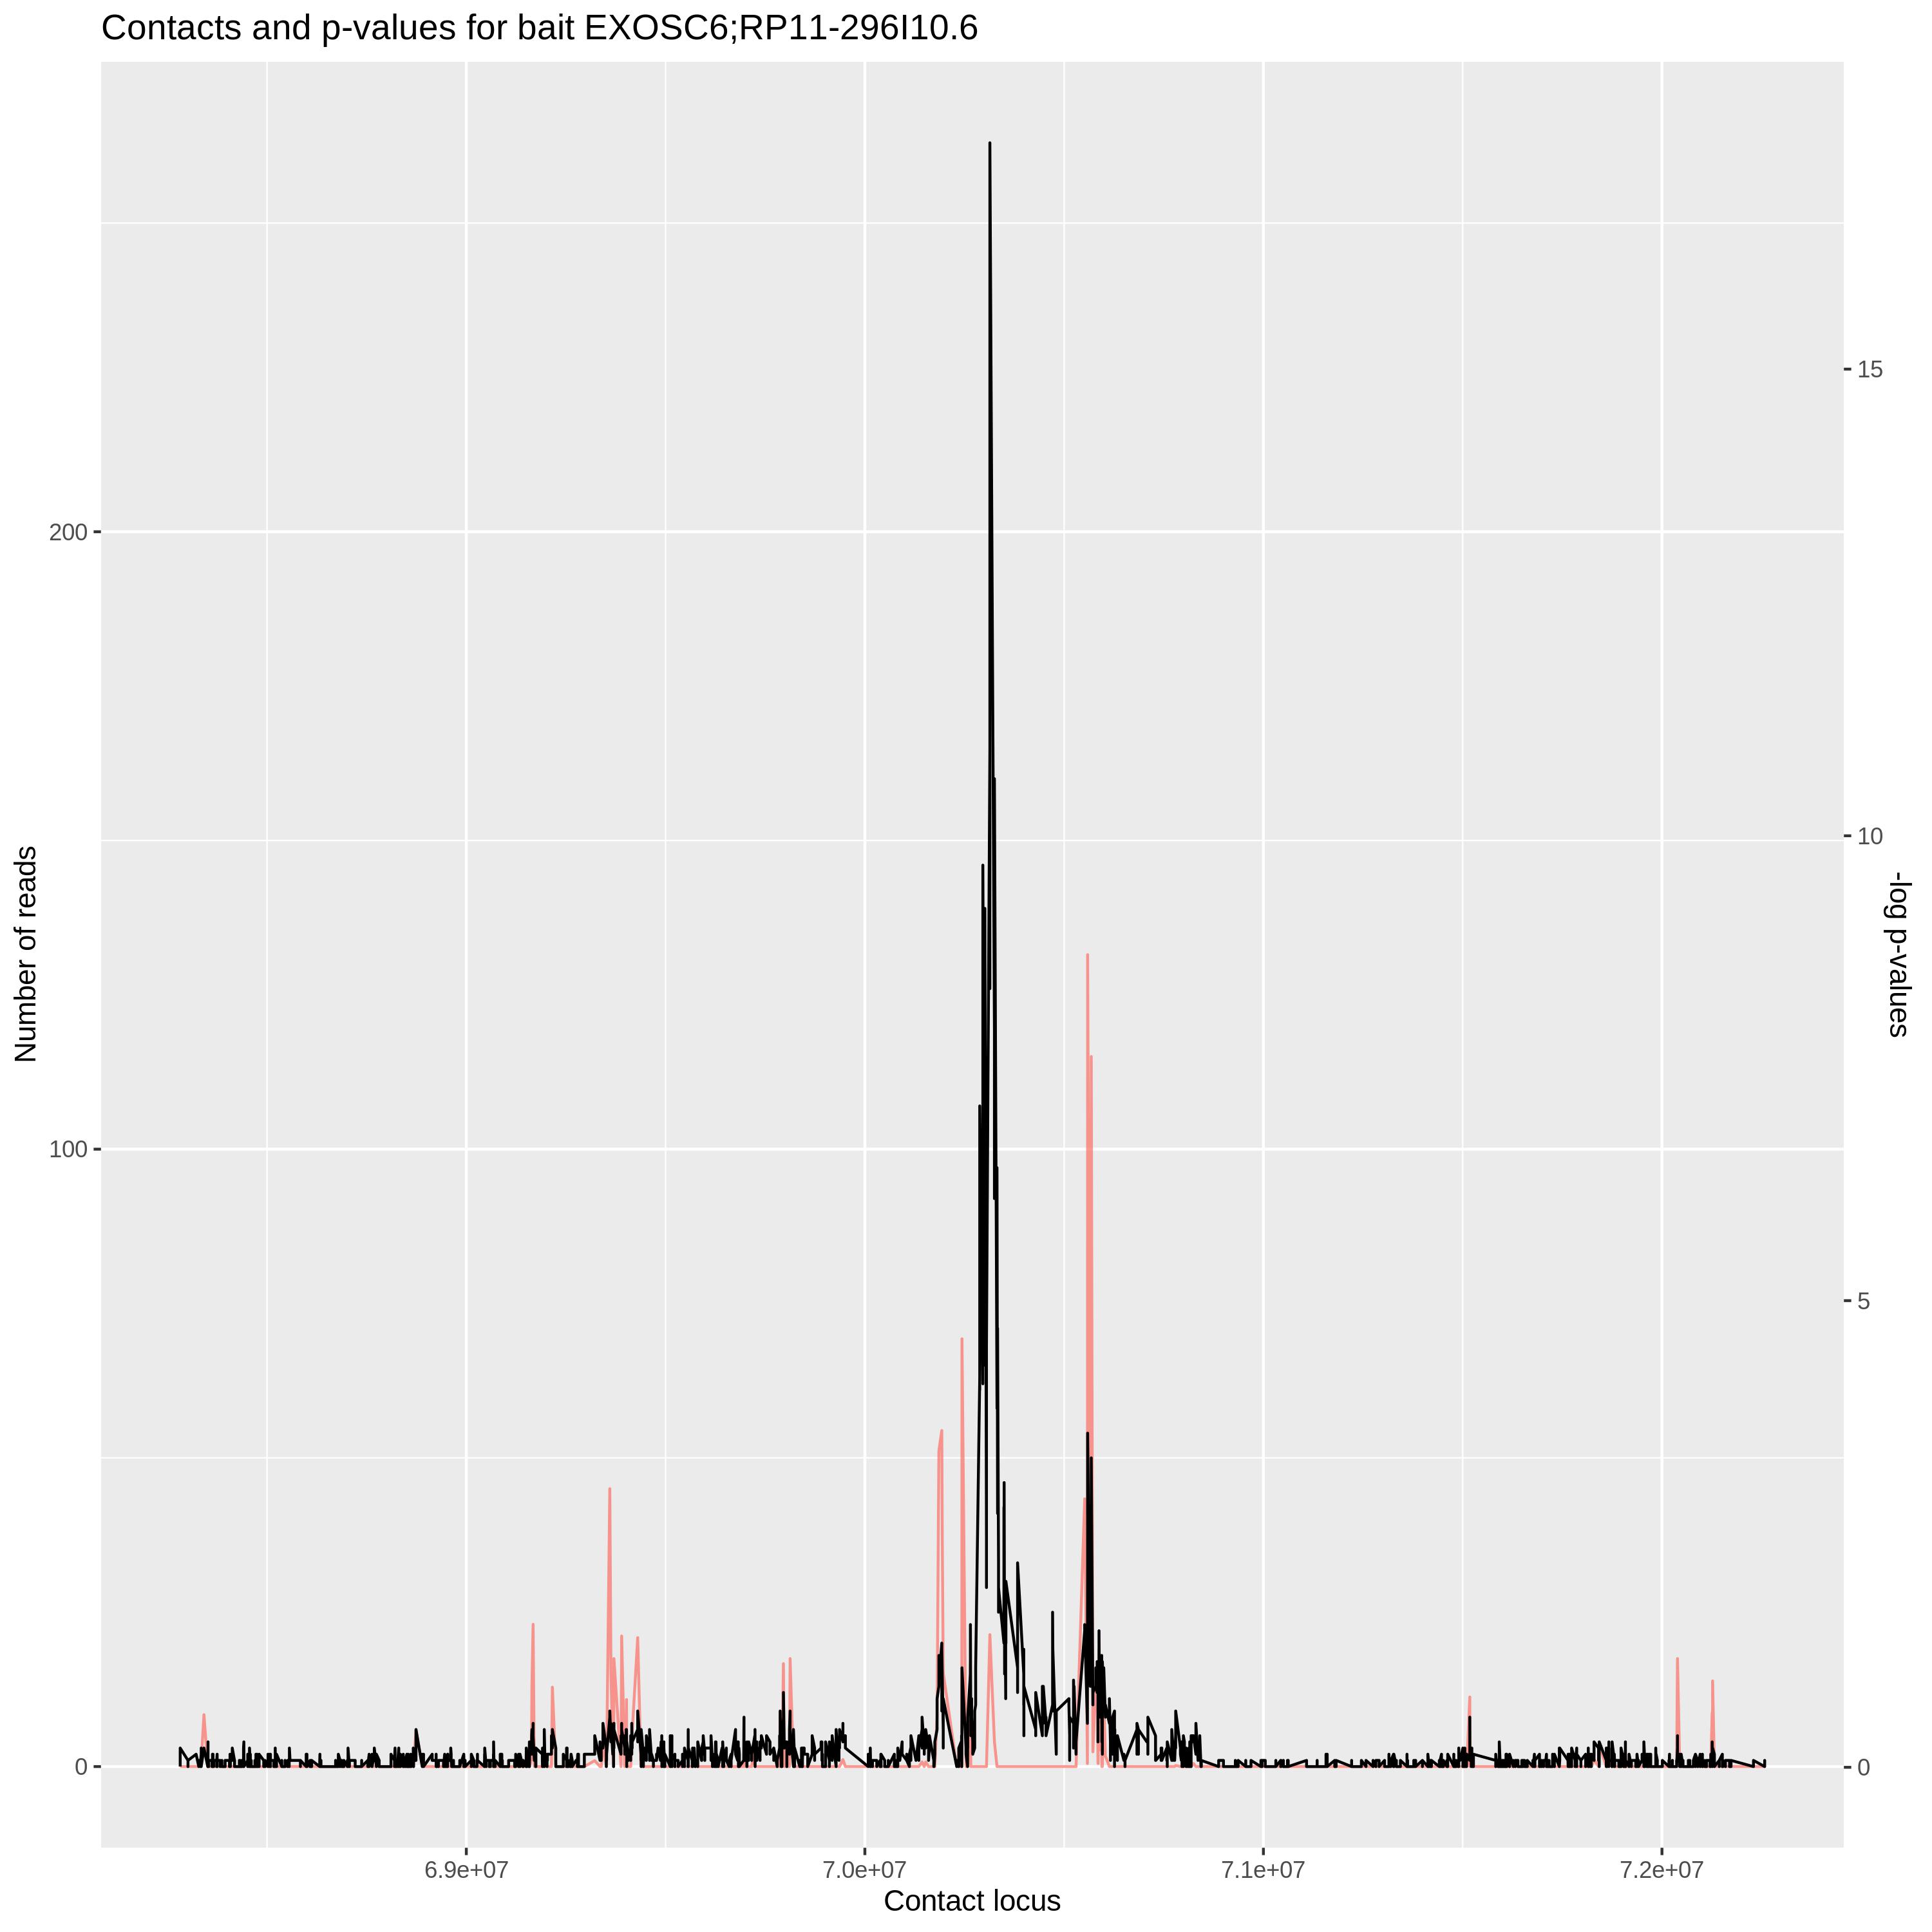 Contacts and p-values for bait EXOSC6;RP11-296I10.6
200
100
0
Number of reads
15
10
5
0
-log p-values
6.9e+07
7.0e+07
7.1e+07
7.2e+07
Contact locus